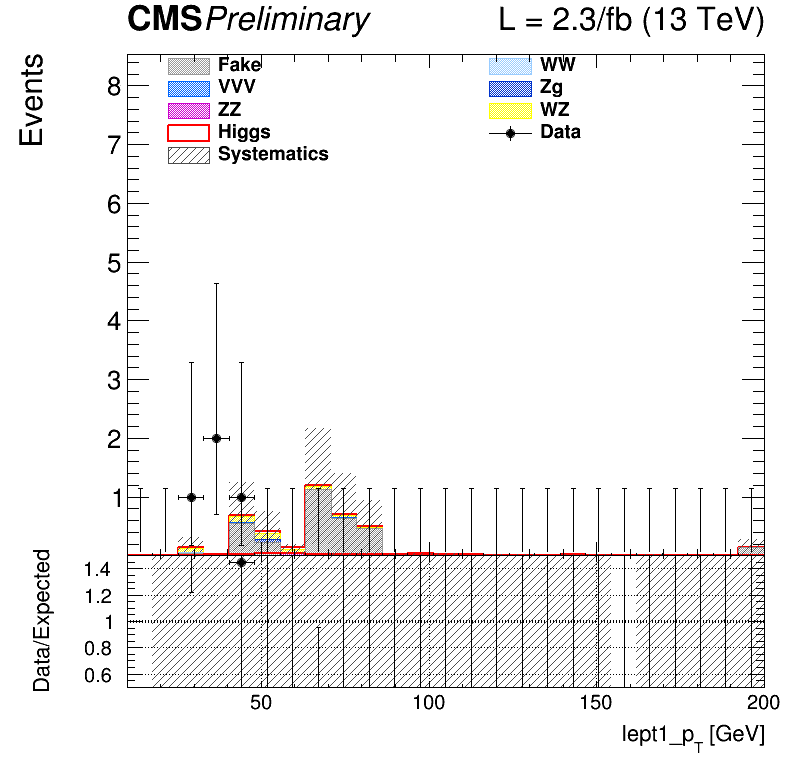 CMS Preliminary L = 2.3/fb (13 TeV)
Events
8
7
6
5
4
3
2
1
Fake WW
VVV Zg
ZZ WZ
Higgs Data
Systematics
Data/Expected
1.4
1.2
1
0.8
0.6
50 100 150 200
lept1_p_T [GeV]